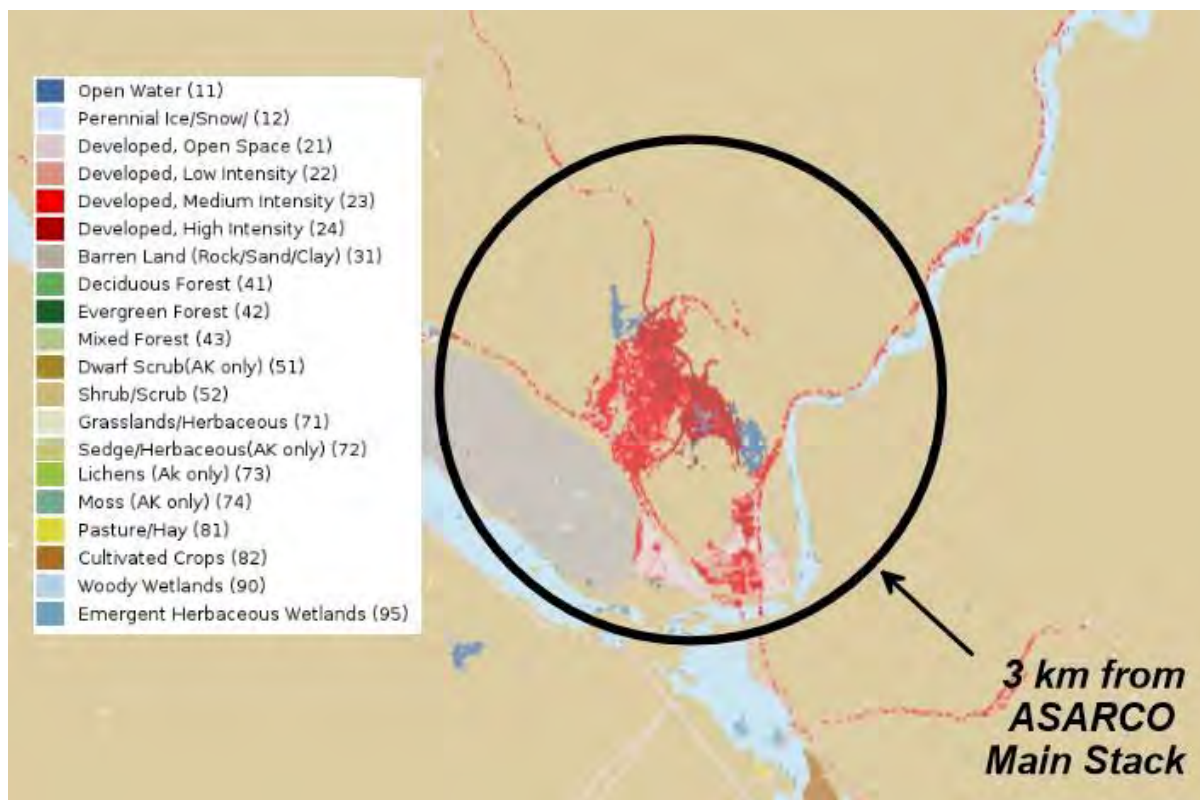 Open Water (11)
Perennial Ice/Snow/ (12)
Developed, Open Space (21)
Developed, Low Intensity (22)
Developed, Medium Intensity (23)
Developed, High Intensity (24)
Barren Land (Rock/Sand/Clay) (31)
Deciduous Forest (41)
Evergreen Forest (42)
Mixed Forest (43)
Dwarf Scrub(AK only) (51)
Shrub/Scrub (52)
Grasslands/Herbaceous (71)
Sedge/Herbaceous(AK only) (72)
Lichens (Ak only) (73)
Moss (AK only) (74)
Pasture/Hay (81)
Cultivated Crops (82)
Woody Wetlands (90)
Emergent Herbaceous Wetlands (95)
3 km from
ASARCO
Main Stack